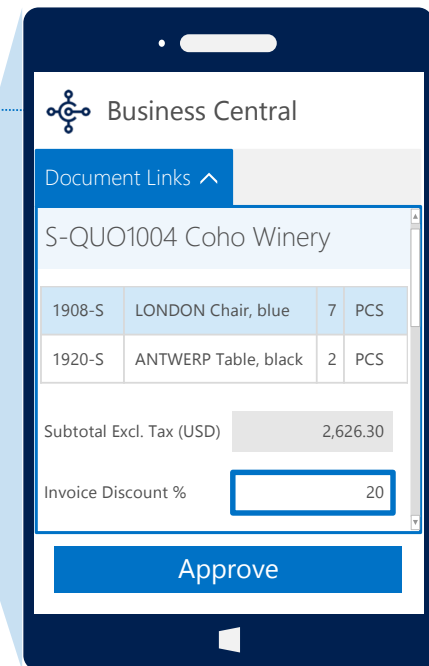 Business Central
Document Links
S-QUO1004 Coho Winery
1908-S LONDON Chair, blue 7 PCS
1920-S ANTWERP Table, black 2 PCS
Subtotal Excl. Tax (USD) 2,626.30
Invoice Discount % 20
Approve